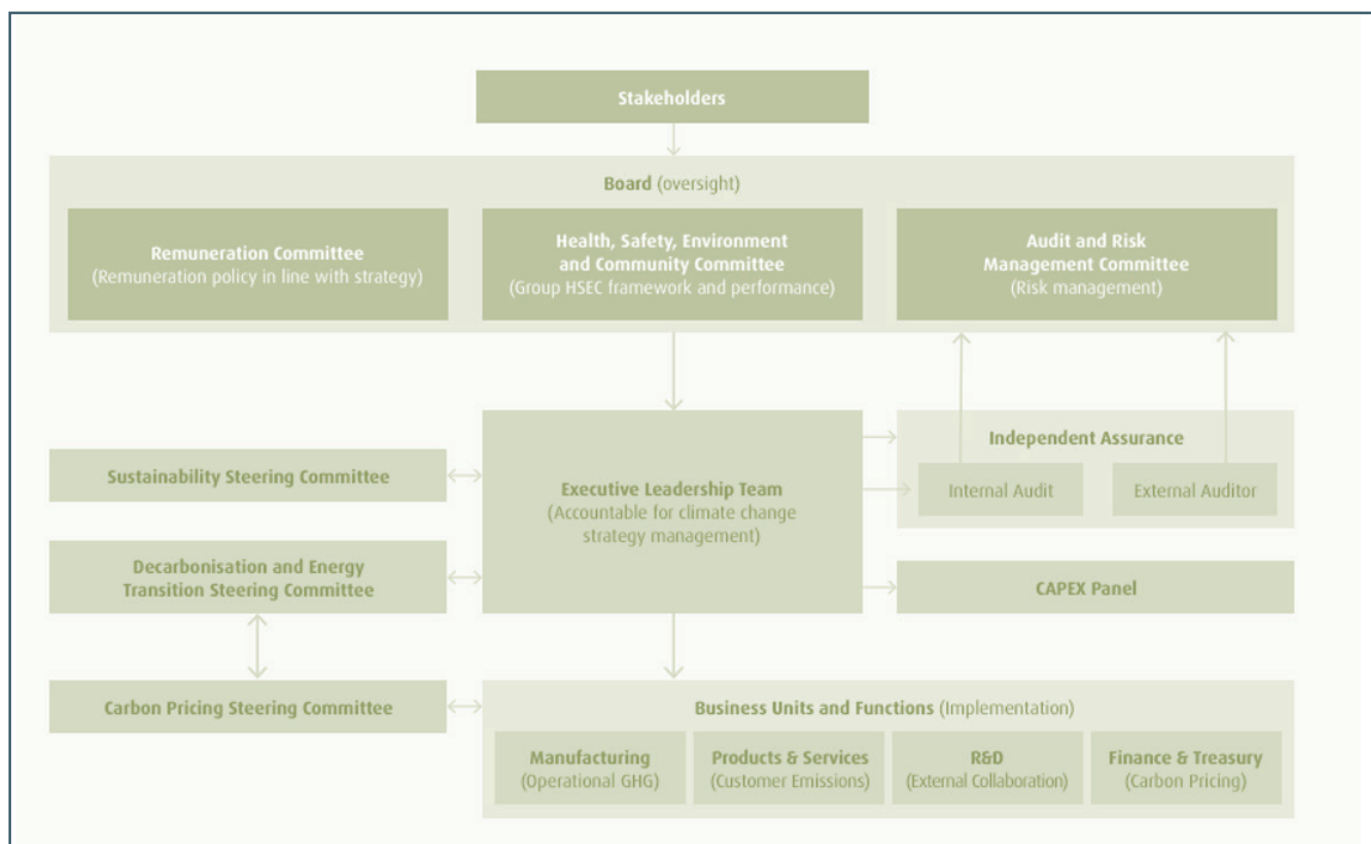 Stakeholders
Board (oversight)
Remuneration Committee
(Remuneration policy in line with strategy)
Health, Safety, Environment
and Community Committee
(Group HSEC framework and performance)
Audit and Risk
Management Committee
(Risk management)
Sustainability Steering Committee
Decarbonisation and Energy
Transition Steering Committee
Carbon Pricing Steering Committee
Executive Leadership Team
(Accountable for climate change
strategy management)
Independent Assurance
Internal Audit
External Auditor
CAPEX Panel
Business Units and Functions (Implementation)
Manufacturing
(Operational GHG)
Products & Services
(Customer Emissions)
R&D
(External Collaboration)
Finance & Treasury
(Carbon Pricing)